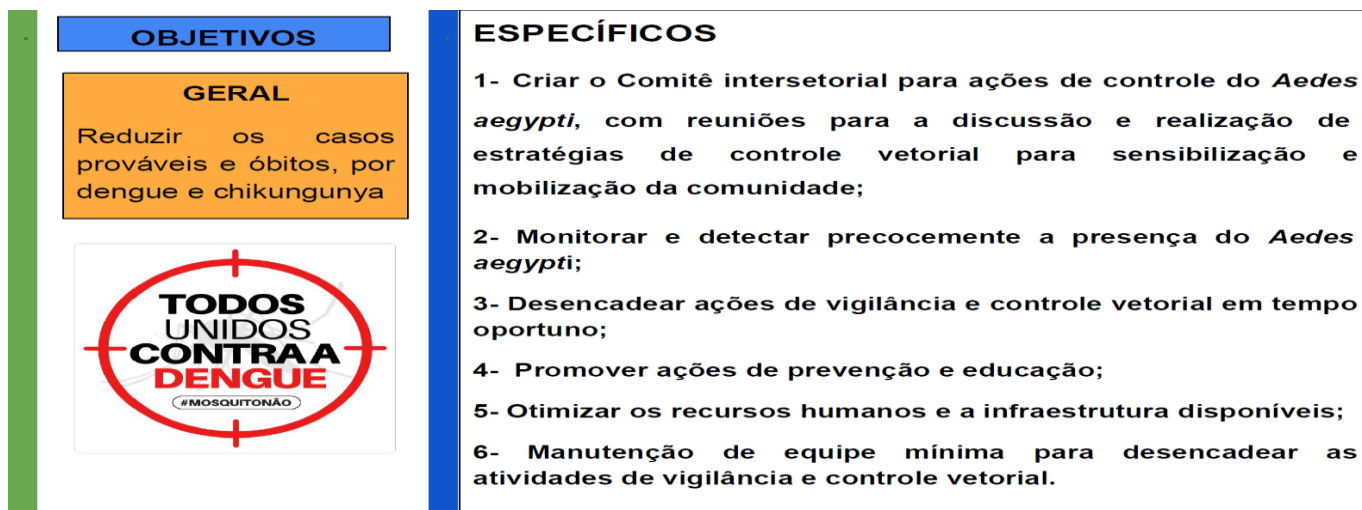 OBJETIVOS
GERAL
Reduzir os casos
prováveis e óbitos, por
dengue e chikungunya
TODOS
UNIDOS
CONTRA A
DENGUE
#MOSQUITONÃO
ESPECÍFICOS
1- Criar o Comitê intersetorial para ações de controle do Aedes
aegypti, com reuniões para a discussão e realização de
estratégias de controle vetorial para sensibilização e
mobilização da comunidade;
2- Monitorar e detectar precocemente a presença do Aedes
aegypti;
3- Desencadear ações de vigilância e controle vetorial em tempo
oportuno;
4- Promover ações de prevenção e educação;
5- Otimizar os recursos humanos e a infraestrutura disponíveis;
6- Manutenção de equipe mínima para desencadear as
atividades de vigilância e controle vetorial.